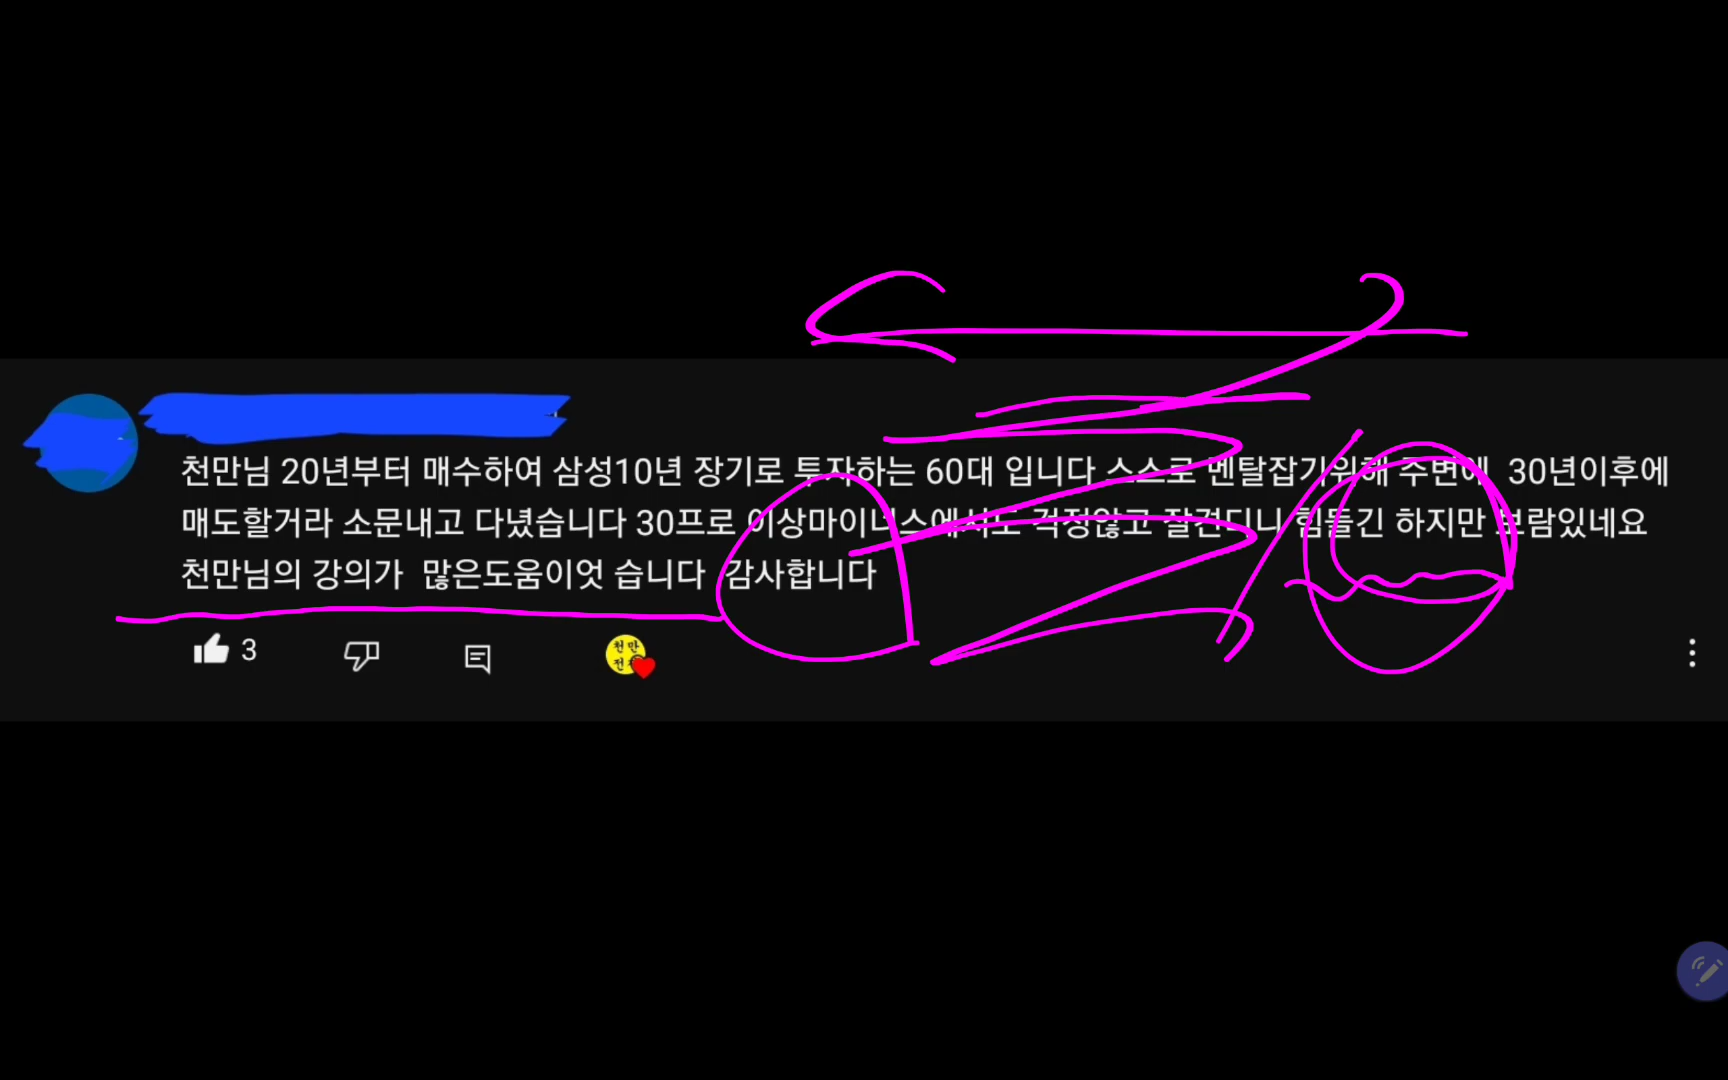 천만님 20년부터 매수하여 삼성10년 장기로 투자하는 60대 입니다 스스로 멘탈잡기위해 주변에 30년이후에
매도할거라 소문내고 다녔습니다 30프로 이상마이너스에서도 걱정않고 잘견디니 힘들긴 하지만 보람있네요
천만님의 강의가 많은도움이엇 습니다 감사합니다
3
천만